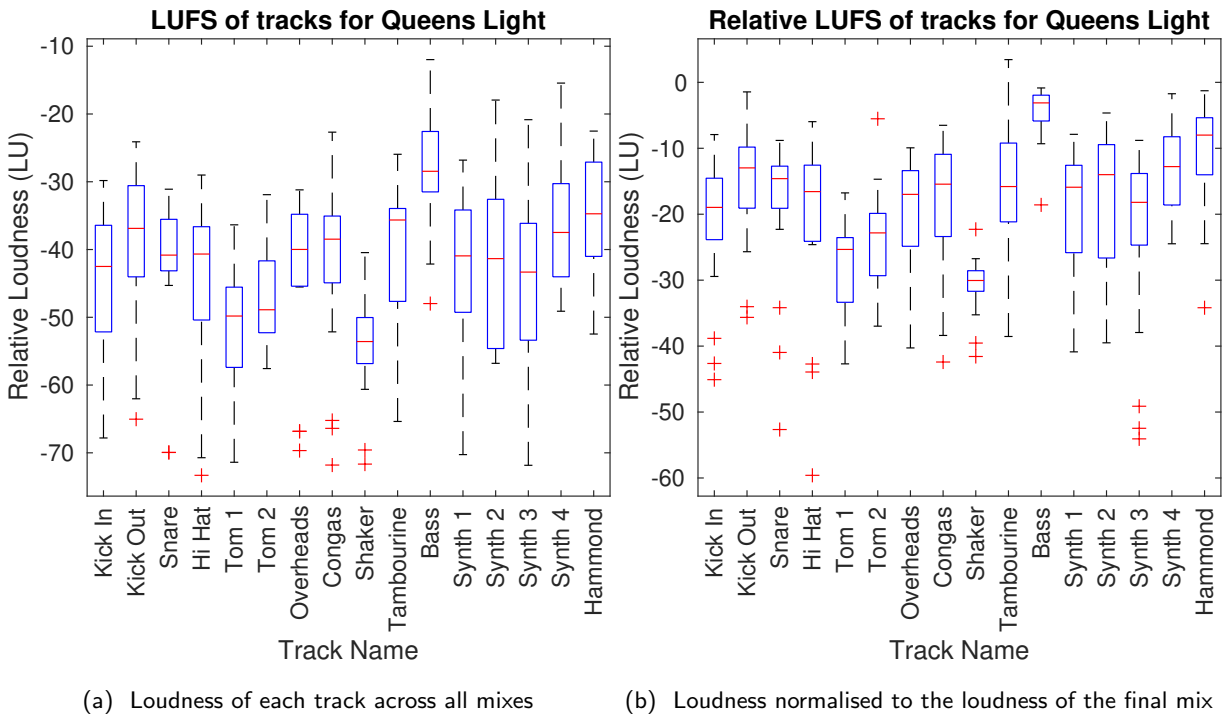 LUFS of tracks for Queens Light
-10
-20
-30
-40
-50
-60
-70
Relative Loudness (LU)
Kick In
Kick Out
Snare
Hi Hat
Tom 1
Tom 2
Overheads
Congas
Shaker
Tambourine
Bass
Synth 1
Synth 2
Synth 3
Synth 4
Hammond
Track Name
(a) Loudness of each track across all mixes
Relative LUFS of tracks for Queens Light
0
-10
-20
-30
-40
-50
-60
Relative Loudness (LU)
Kick In
Kick Out
Snare
Hi Hat
Tom 1
Tom 2
Overheads
Congas
Shaker
Tambourine
Bass
Synth 1
Synth 2
Synth 3
Synth 4
Hammond
Track Name
(b) Loudness normalised to the loudness of the final mix